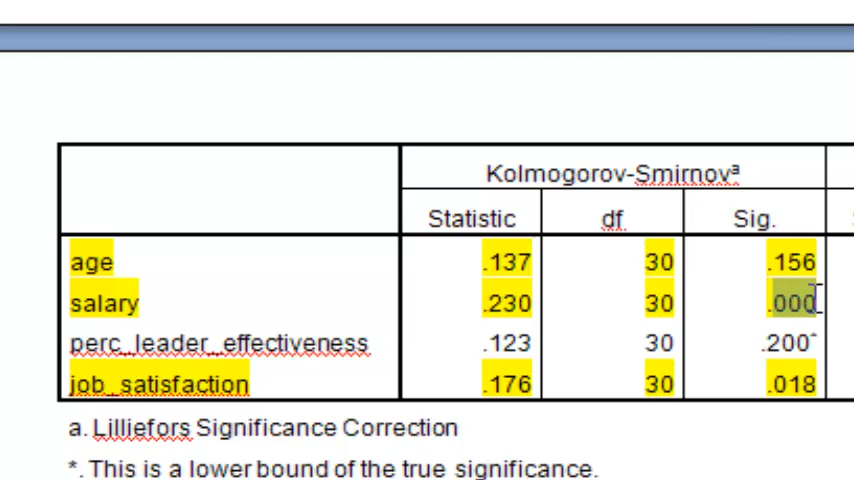 Kolmogorov-Smirnovᵃ
Statistic df Sig.
age .137 30 .156
salary .230 30 .000
perc_leader_effectiveness .123 30 .200*
job_satisfaction .176 30 .018
a. Lilliefors Significance Correction
*. This is a lower bound of the true significance.